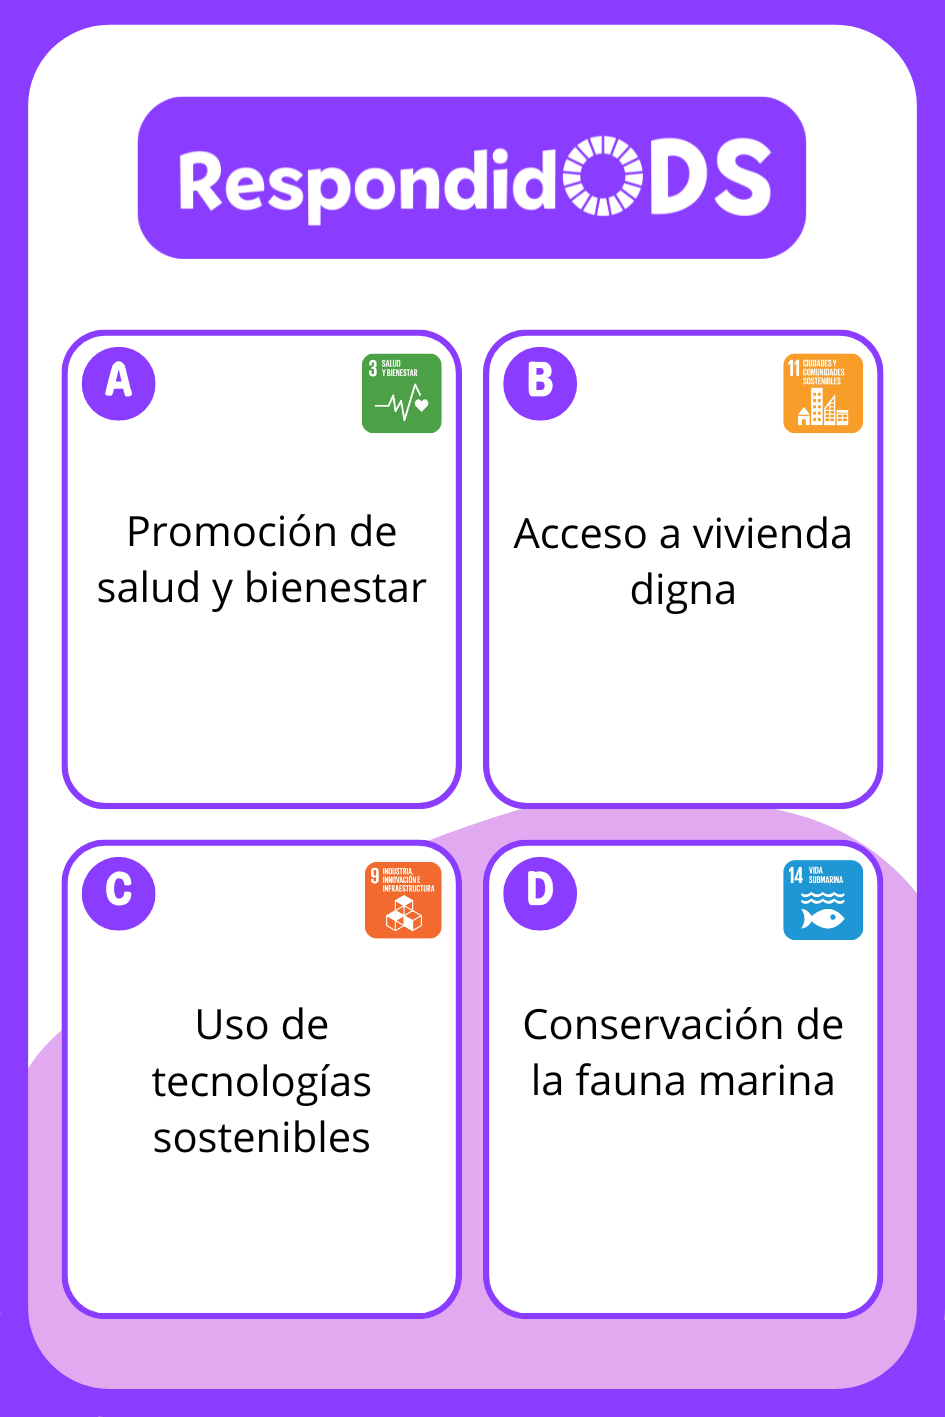 RespondidODS
A
3 SALUD
Y BIENESTAR
Promoción de
salud y bienestar
B
11 CIUDADES Y
COMUNIDADES
SOSTENIBLES
Acceso a vivienda
digna
C
9 INDUSTRIA,
INNOVACIÓN E
INFRAESTRUCTURA
Uso de
tecnologías
sostenibles
D
14 VIDA
SUBMARINA
Conservación de
la fauna marina